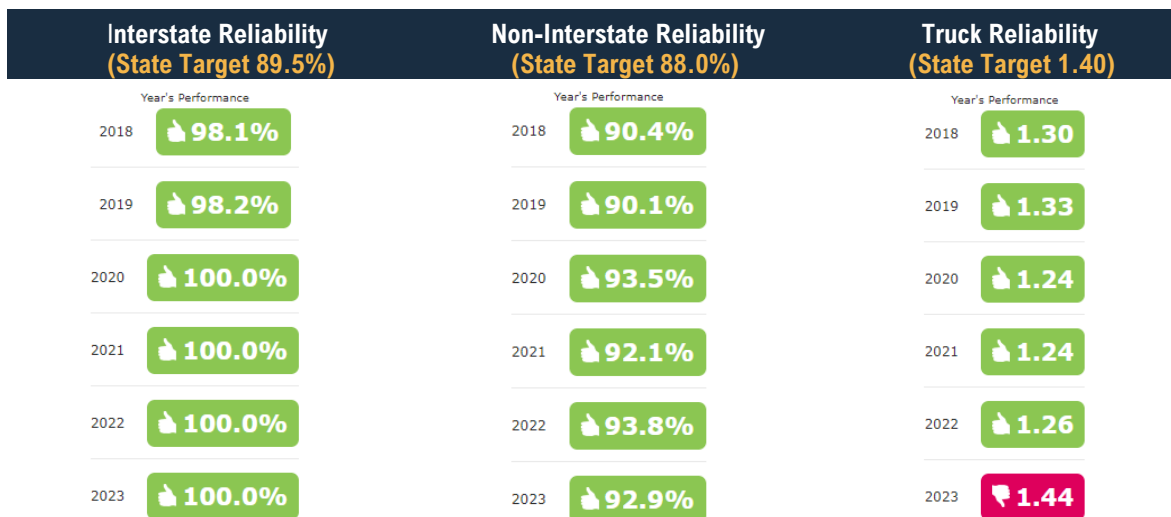 Interstate Reliability
(State Target 89.5%)
Year's Performance
2018 98.1%
2019 98.2%
2020 100.0%
2021 100.0%
2022 100.0%
2023 100.0%
Non-Interstate Reliability
(State Target 88.0%)
Year's Performance
2018 90.4%
2019 90.1%
2020 93.5%
2021 92.1%
2022 93.8%
2023 92.9%
Truck Reliability
(State Target 1.40)
Year's Performance
2018 1.30
2019 1.33
2020 1.24
2021 1.24
2022 1.26
2023 1.44